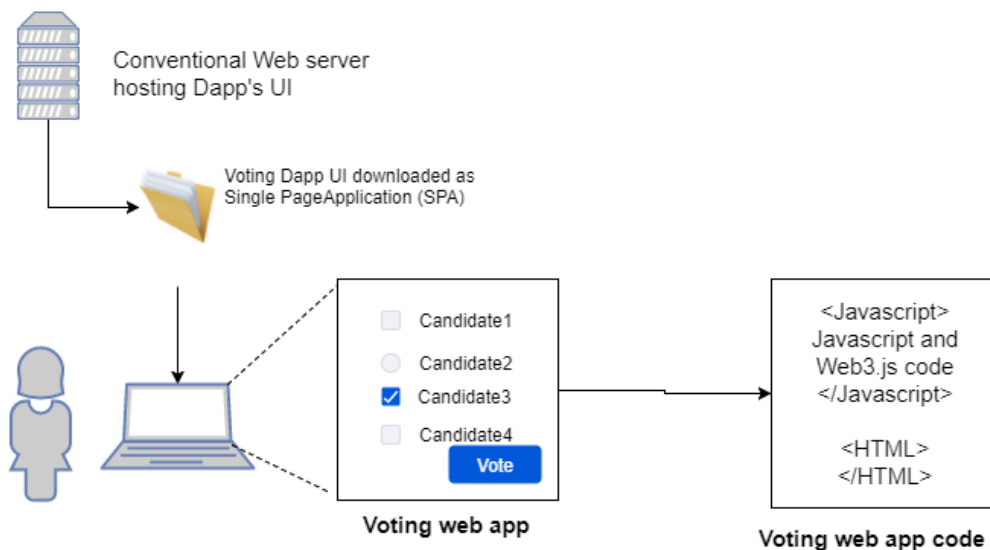 Conventional Web server
hosting Dapp's UI
Voting Dapp UI downloaded as
Single PageApplication (SPA)
Candidate1
Candidate2
Candidate3
Candidate4
Vote
Voting web app
<Javascript>
Javascript and
Web3.js code
</Javascript>
<HTML>
</HTML>
Voting web app code